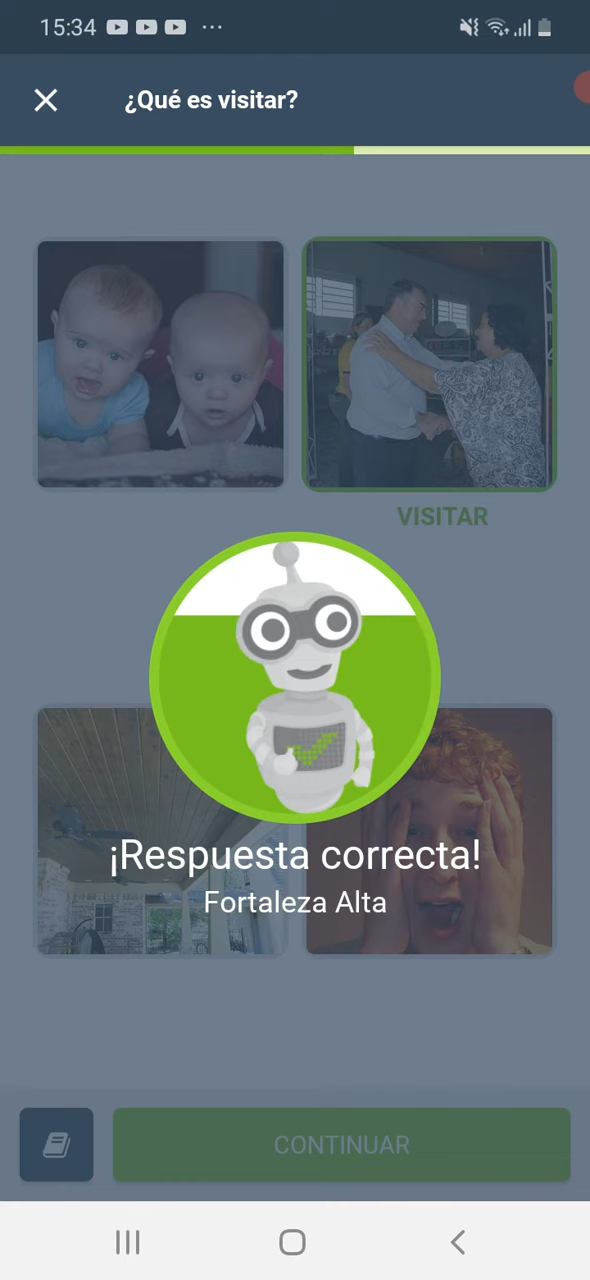 15:34
¿Qué es visitar?
VISITAR
¡Respuesta correcta!
Fortaleza Alta
CONTINUAR